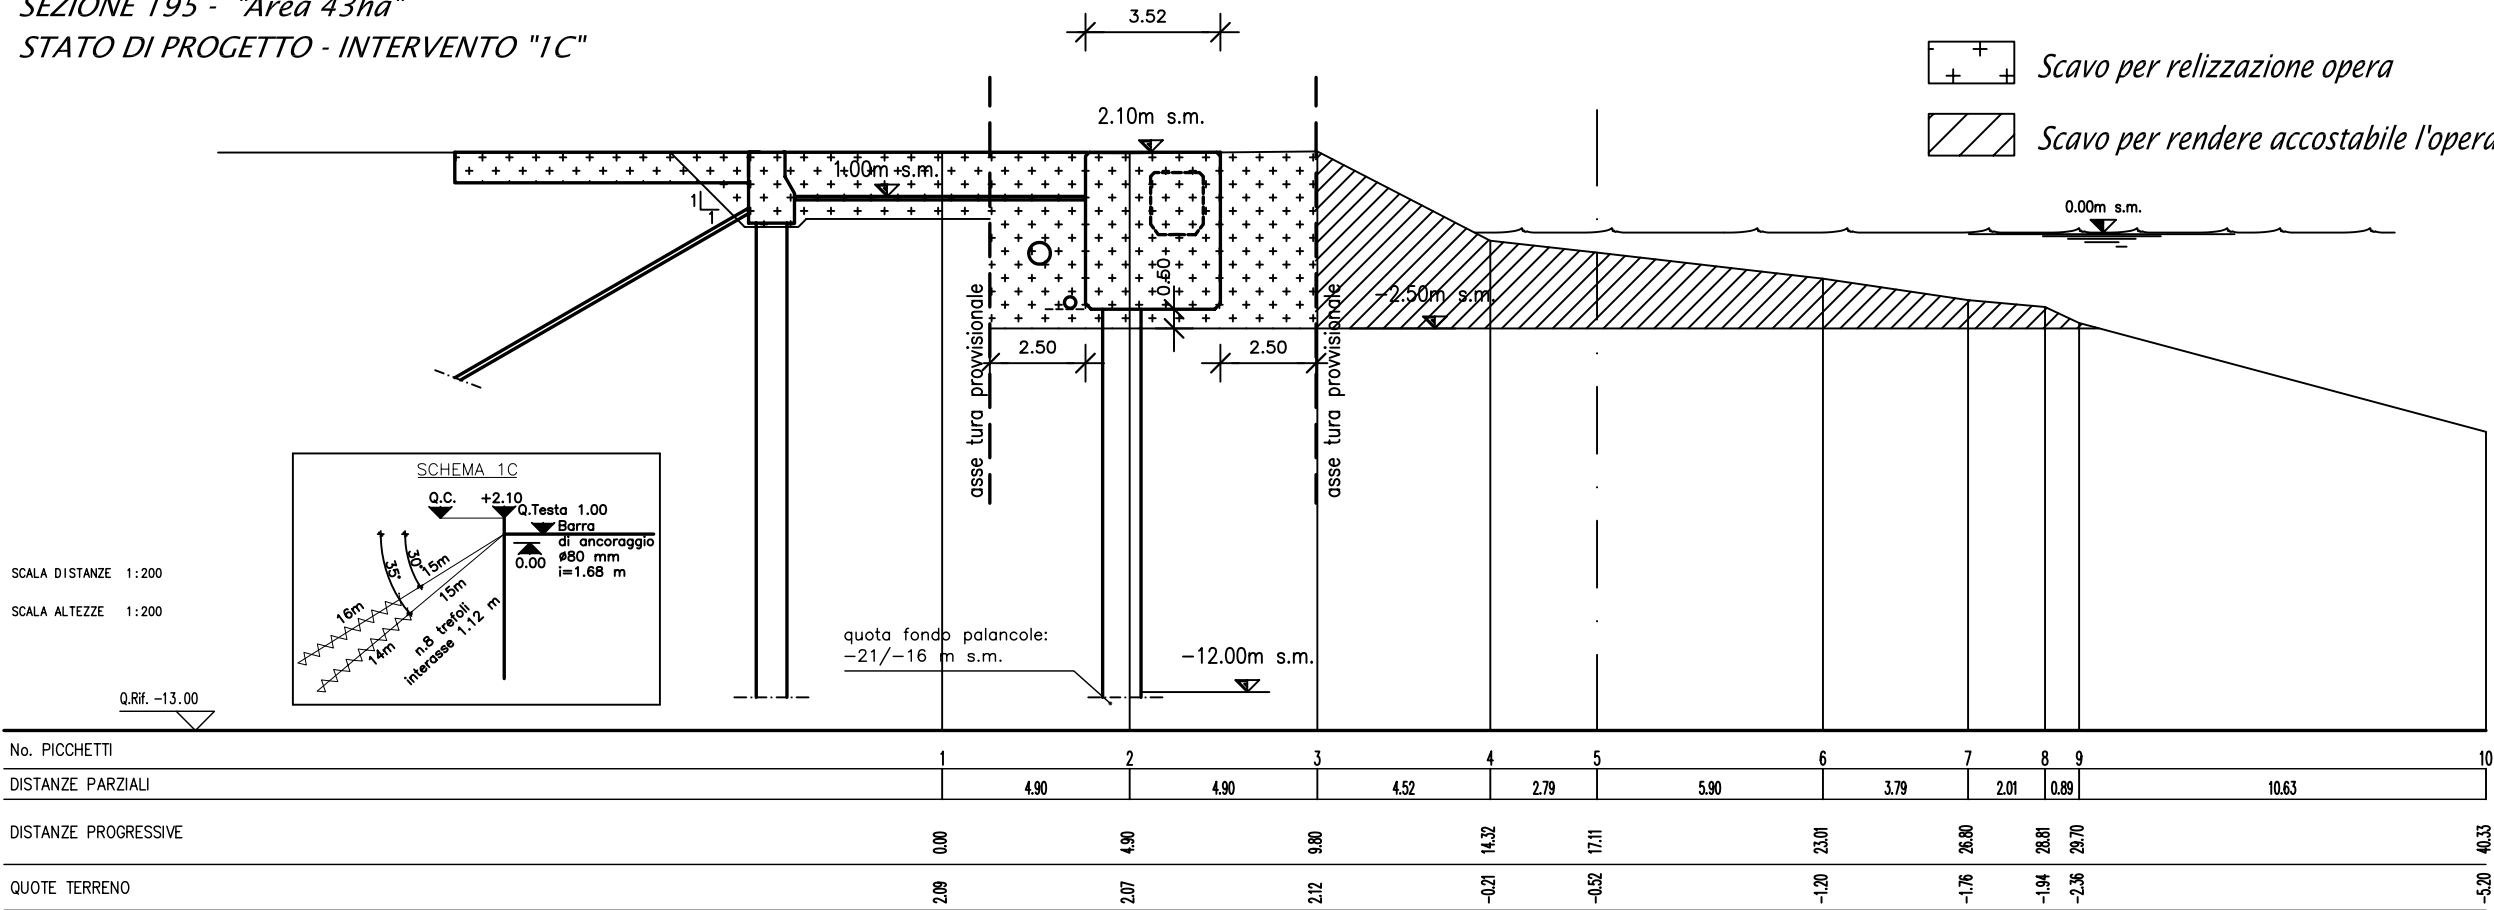 SEZIONE T95 - "Area 43ha"
STATO DI PROGETTO - INTERVENTO "1C"
3.52
Scavo per relizzazione opera
Scavo per rendere accostabile l'opera
2.10m s.m.
1.00m s.m.
1
1
0.00m s.m.
0.50
-2.50m s.m.
2.50
2.50
asse tura provvisionale
asse tura provvisionale
SCHEMA 1C
Q.C.
+2.10
Q.Testa 1.00
Barra
di ancoraggio
ø80 mm
i=1.68 m
0.00
30°
35°
15m
15m
16m
14m
n.8 trefoli
interasse 1.12 m
SCALA DISTANZE 1:200
SCALA ALTEZZE 1:200
quota fondo palancole:
-21/-16 m s.m.
-12.00m s.m.
Q.Rif. -13.00
No. PICCHETTI 1 2 3 4 5 6 7 8 9 10
DISTANZE PARZIALI 4.90 4.90 4.52 2.79 5.90 3.79 2.01 0.89 10.63
DISTANZE PROGRESSIVE 0.00 4.90 9.80 14.32 17.11 23.01 26.80 28.81 29.70 40.33
QUOTE TERRENO 2.09 2.07 2.12 -0.21 -0.52 -1.20 -1.76 -1.94 -2.36 -5.20